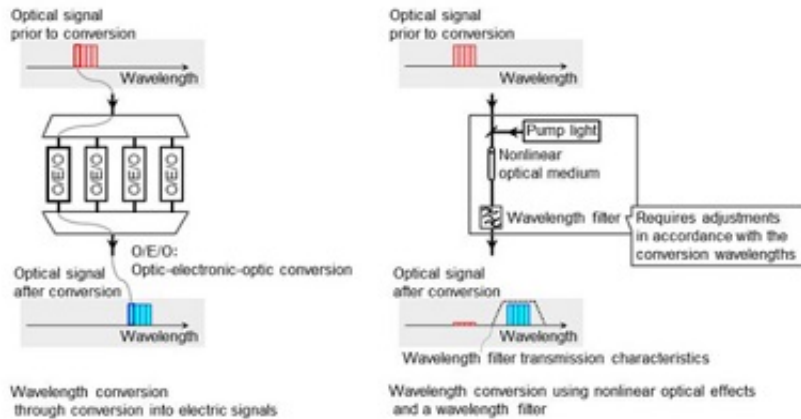 Optical signal
prior to conversion
Wavelength
O/E/O
O/E/O
O/E/O
O/E/O
O/E/O:
Optic-electronic-optic conversion
Optical signal
after conversion
Wavelength
Wavelength conversion
through conversion into electric signals
Optical signal
prior to conversion
Wavelength
Pump light
Nonlinear
optical medium
Wavelength filter
Requires adjustments
in accordance with the
conversion wavelengths
Optical signal
after conversion
Wavelength
Wavelength filter transmission characteristics
Wavelength conversion using nonlinear optical effects
and a wavelength filter